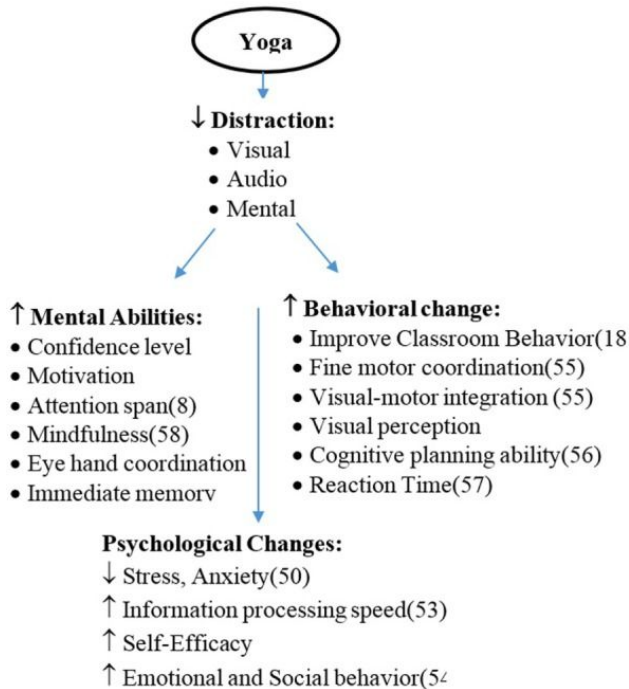 Yoga
↓ Distraction:
• Visual
• Audio
• Mental
↑ Mental Abilities:
• Confidence level
• Motivation
• Attention span(8)
• Mindfulness(58)
• Eye hand coordination
• Immediate memory
↑ Behavioral change:
• Improve Classroom Behavior(18
• Fine motor coordination(55)
• Visual-motor integration (55)
• Visual perception
• Cognitive planning ability(56)
• Reaction Time(57)
Psychological Changes:
↓ Stress, Anxiety(50)
↑ Information processing speed(53)
↑ Self-Efficacy
↑ Emotional and Social behavior(54